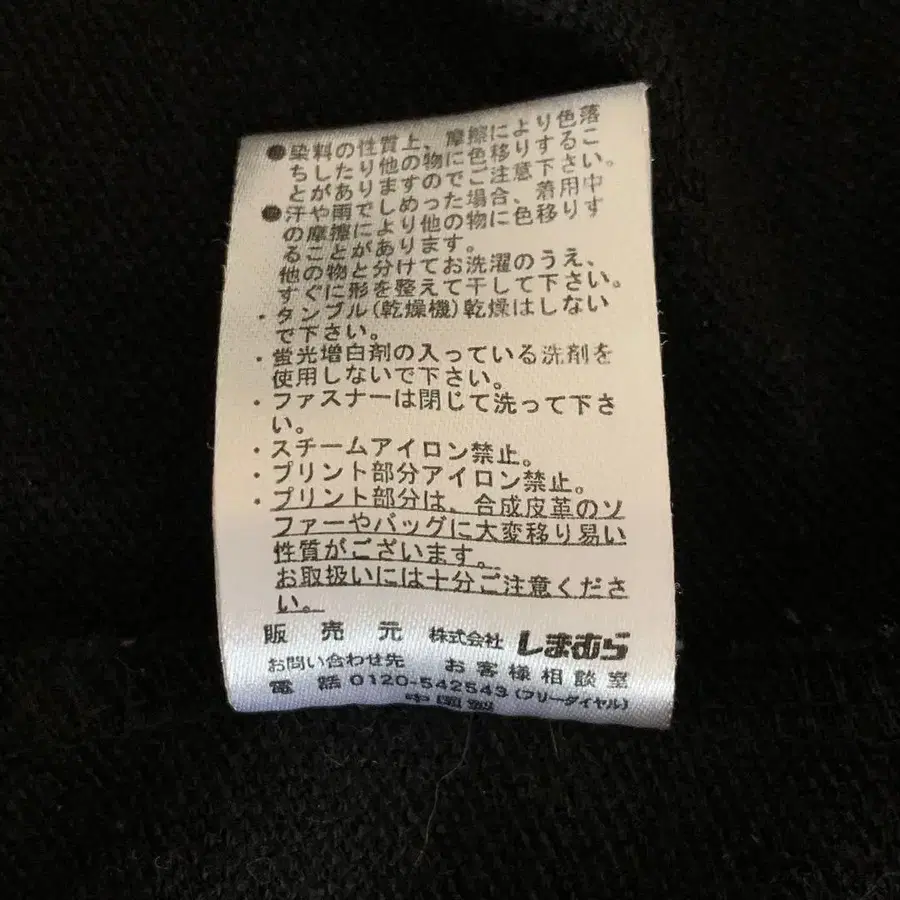 ●染料の性質上、摩擦により色落
ちしたり他の物に色移りするこ
とがありますのでご注意下さい。
●汗や雨でしめった場合、着用中
の摩擦により他の物に色移りす
ることがあります。
他の物と分けてお洗濯のうえ、
すぐに形を整えて干して下さい。
・タンブル(乾燥機)乾燥はしない
で下さい。
・蛍光増白剤の入っている洗剤を
使用しないで下さい。
・ファスナーは閉じて洗って下さ
い。
・スチームアイロン禁止。
・プリント部分アイロン禁止。
・プリント部分は、合成皮革のソ
ファーやバッグに大変移り易い
性質がございます。
お取扱いには十分ご注意くださ
い。
販売元 株式会社 しまむら
お問い合わせ先 お客様相談室
電話 0120-542543(フリーダイヤル)
中国製